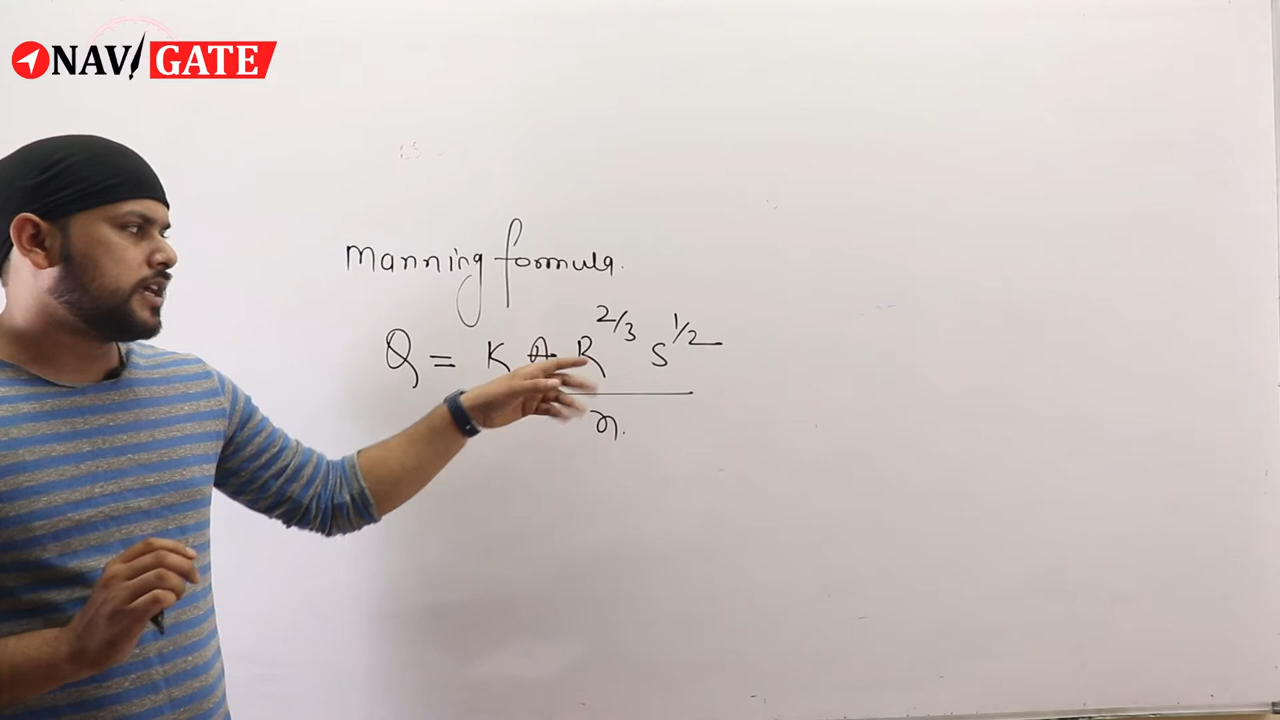 NAVIGATE
Manning formula.
Q = K A R^2/3 S^1/2
n.